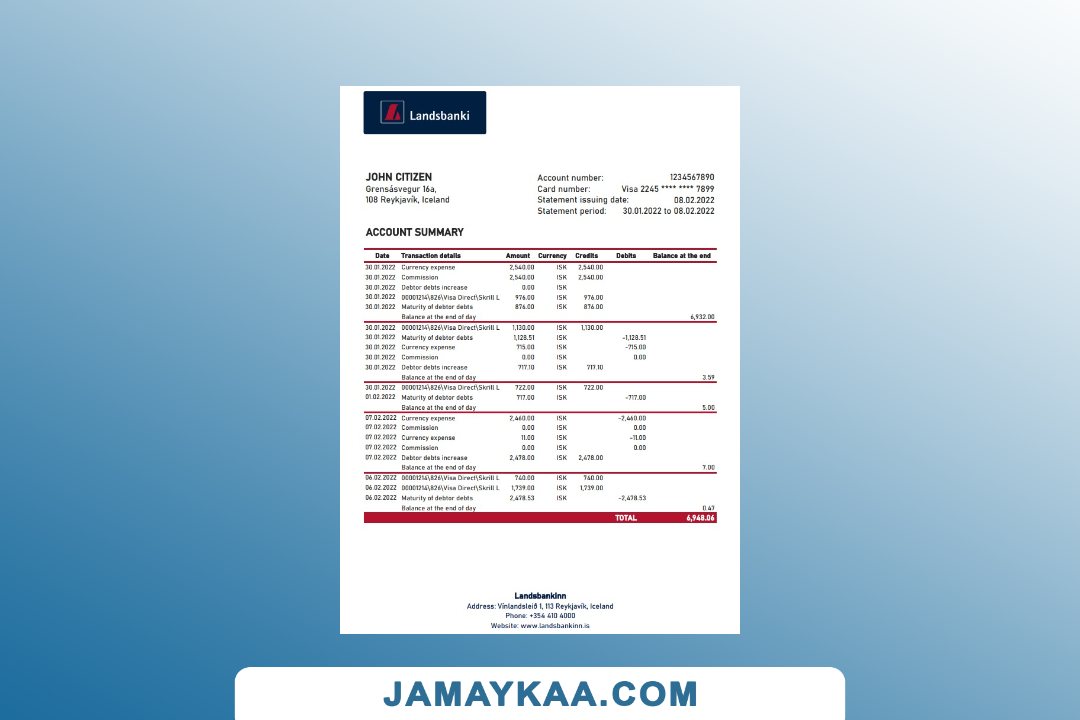 Landsbanki
JOHN CITIZEN
Grensásvegur 16a,
108 Reykjavik, Iceland
Account number: 1234567890
Card number: Visa 2245 **** **** 7899
Statement issuing date: 08.02.2022
Statement period: 30.01.2022 to 08.02.2022
ACCOUNT SUMMARY
Date Transaction details Amount Currency Credits Debits Balance at the end
30.01.2022 Currency expense 2,540.00 ISK 2,540.00
30.01.2022 Commission 2,540.00 ISK 2,540.00
30.01.2022 Debtor debts increase 0.00 ISK
30.01.2022 00001214\826\Visa Direct\Skrill L 976.00 ISK 976.00
30.01.2022 Maturity of debtor debts 876.00 ISK 876.00
Balance at the end of day 6,932.00
30.01.2022 00001214\826\Visa Direct\Skrill L 1,130.00 ISK 1,130.00
30.01.2022 Maturity of debtor debts 1,128.51 ISK -1,128.51
30.01.2022 Currency expense 715.00 ISK -715.00
30.01.2022 Commission 0.00 ISK 0.00
30.01.2022 Debtor debts increase 717.10 ISK 717.10
Balance at the end of day 3.59
30.01.2022 00001214\826\Visa Direct\Skrill L 722.00 ISK 722.00
01.02.2022 Maturity of debtor debts 717.00 ISK -717.00
Balance at the end of day 5.00
07.02.2022 Currency expense 2,460.00 ISK -2,460.00
07.02.2022 Commission 0.00 ISK 0.00
07.02.2022 Currency expense 11.00 ISK -11.00
07.02.2022 Commission 0.00 ISK 0.00
07.02.2022 Debtor debts increase 2,478.00 ISK 2,478.00
Balance at the end of day 7.00
06.02.2022 00001214\826\Visa Direct\Skrill L 740.00 ISK 740.00
06.02.2022 00001214\826\Visa Direct\Skrill L 1,739.00 ISK 1,739.00
06.02.2022 Maturity of debtor debts 2,478.53 ISK -2,478.53
Balance at the end of day 0.47
TOTAL 6,948.06
Landsbankinn
Address: Vínlandsleið 1, 113 Reykjavik, Iceland
Phone: +354 410 4000
Website: www.landsbankinn.is
JAMAYKAA.COM